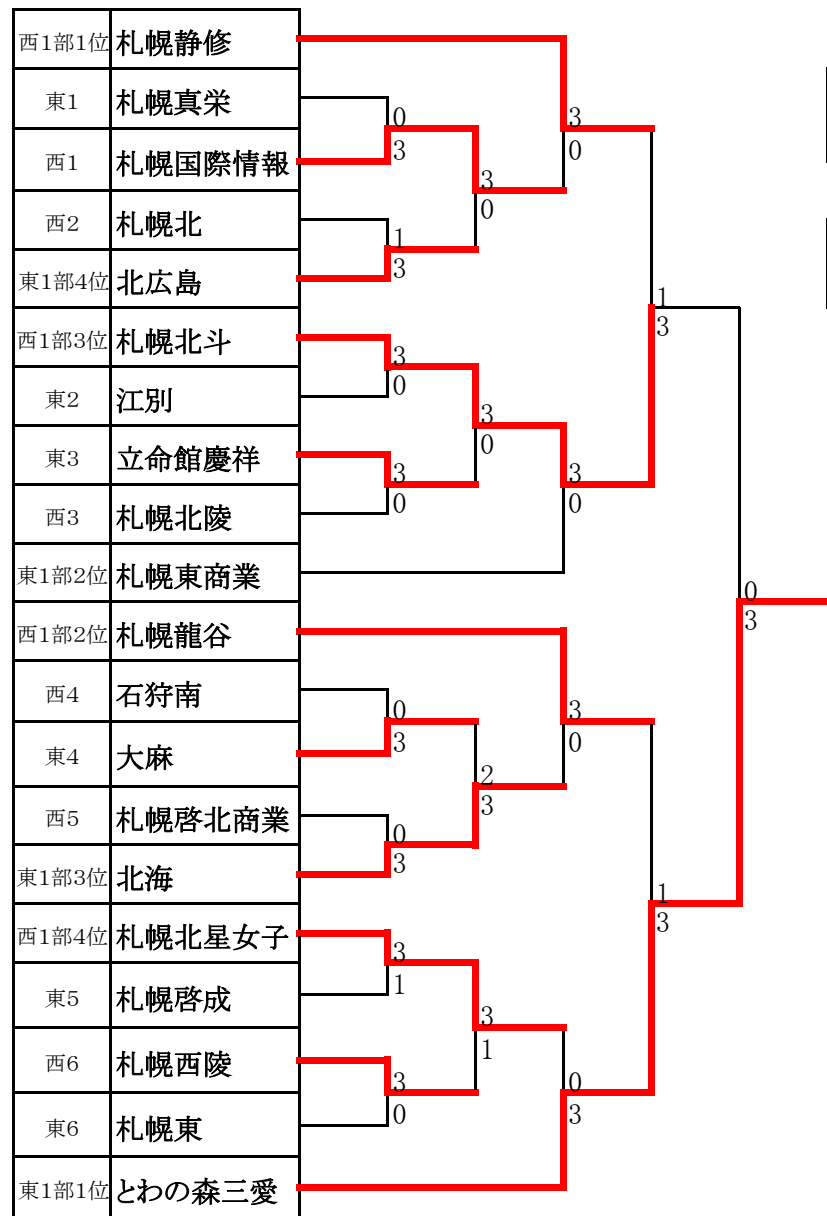 西1部1位 札幌静修
東1 札幌真栄
0
3
西1 札幌国際情報
3
0
3
0
西2 札幌北
1
3
東1部4位 北広島
1
3
西1部3位 札幌北斗
3
0
東2 江別
3
0
東3 立命館慶祥
3
0
3
0
西3 札幌北陵
東1部2位 札幌東商業
0
3
西1部2位 札幌龍谷
西4 石狩南
0
3
3
0
東4 大麻
2
3
西5 札幌啓北商業
0
3
東1部3位 北海
1
3
西1部4位 札幌北星女子
3
1
東5 札幌啓成
3
1
西6 札幌西陵
3
0
0
3
東6 札幌東
東1部1位 とわの森三愛